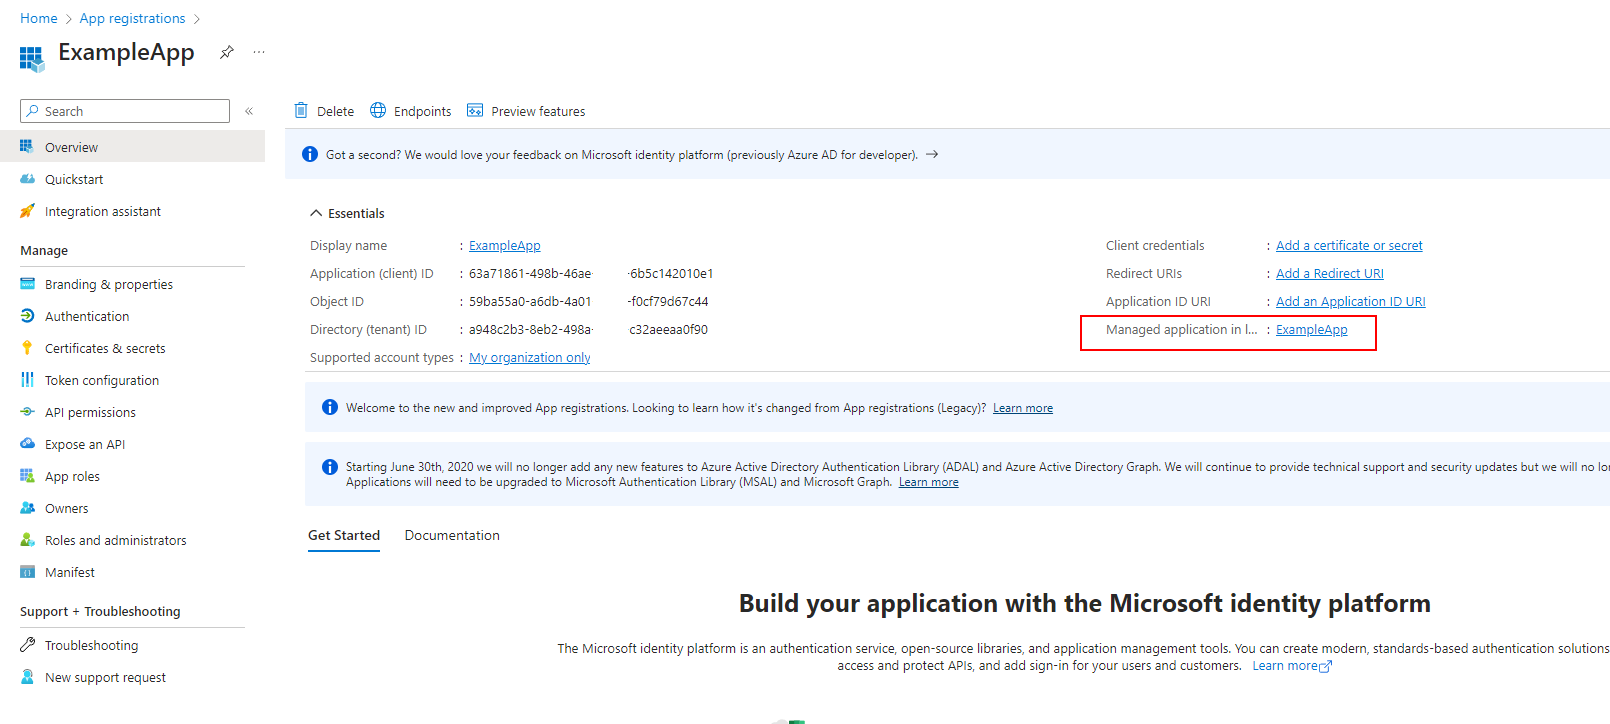 Home > App registrations >
ExampleApp
Search
«
Delete Endpoints Preview features
Overview
Quickstart
Integration assistant
Manage
Branding & properties
Authentication
Certificates & secrets
Token configuration
API permissions
Expose an API
App roles
Owners
Roles and administrators
Manifest
Support + Troubleshooting
Troubleshooting
New support request
Got a second? We would love your feedback on Microsoft identity platform (previously Azure AD for developer). →
Essentials
Display name : ExampleApp
Application (client) ID : 63a71861-498b-46ae- -6b5c142010e1
Object ID : 59ba55a0-a6db-4a01 -f0cf79d67c44
Directory (tenant) ID : a948c2b3-8eb2-498a- c32aeeaa0f90
Supported account types : My organization only
Client credentials : Add a certificate or secret
Redirect URIs : Add a Redirect URI
Application ID URI : Add an Application ID URI
Managed application in l... : ExampleApp
Welcome to the new and improved App registrations. Looking to learn how it's changed from App registrations (Legacy)? Learn more
Starting June 30th, 2020 we will no longer add any new features to Azure Active Directory Authentication Library (ADAL) and Azure Active Directory Graph. We will continue to provide technical support and security updates but we will no lo
Applications will need to be upgraded to Microsoft Authentication Library (MSAL) and Microsoft Graph. Learn more
Get Started Documentation
Build your application with the Microsoft identity platform
The Microsoft identity platform is an authentication service, open-source libraries, and application management tools. You can create modern, standards-based authentication solutions
access and protect APIs, and add sign-in for your users and customers. Learn more